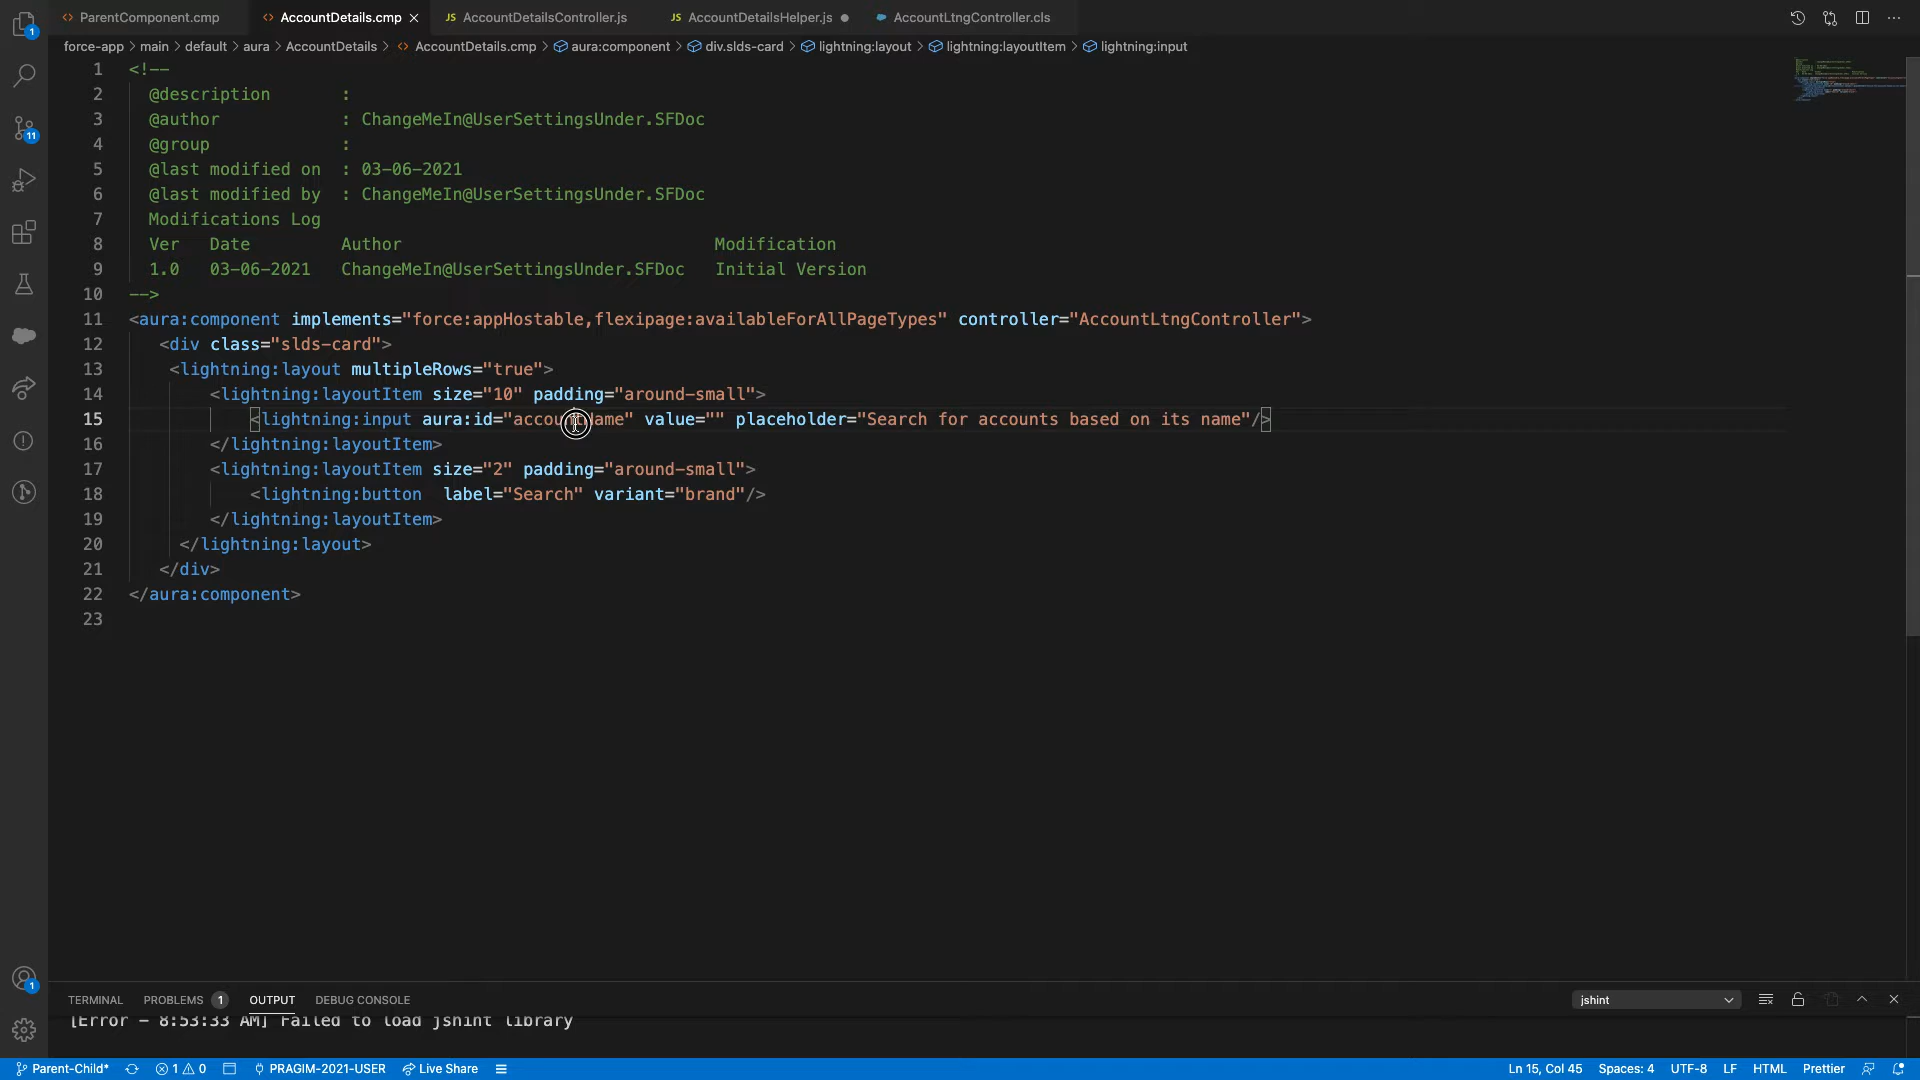 1
11
ParentComponent.cmp
AccountDetails.cmp
JS AccountDetailsController.js
JS AccountDetailsHelper.js
AccountLtngController.cls
force-app > main > default > aura > AccountDetails > AccountDetails.cmp > aura:component > div.slds-card > lightning:layout > lightning:layoutItem > lightning:input
1 <!--
2 @description       :
3 @author            : ChangeMeIn@UserSettingsUnder.SFDoc
4 @group             :
5 @last modified on  : 03-06-2021
6 @last modified by  : ChangeMeIn@UserSettingsUnder.SFDoc
7 Modifications Log
8 Ver   Date         Author                               Modification
9 1.0   03-06-2021   ChangeMeIn@UserSettingsUnder.SFDoc   Initial Version
10 -->
11 <aura:component implements="force:appHostable,flexipage:availableForAllPageTypes" controller="AccountLtngController">
12 <div class="slds-card">
13 <lightning:layout multipleRows="true">
14 <lightning:layoutItem size="10" padding="around-small">
15 <lightning:input aura:id="accountName" value="" placeholder="Search for accounts based on its name"/>
16 </lightning:layoutItem>
17 <lightning:layoutItem size="2" padding="around-small">
18 <lightning:button  label="Search" variant="brand"/>
19 </lightning:layoutItem>
20 </lightning:layout>
21 </div>
22 </aura:component>
23
1
TERMINAL PROBLEMS 1 OUTPUT DEBUG CONSOLE jshint
[Error - 8:53:33 AM] Failed to load jshint library
Parent-Child* 1 0 PRAGIM-2021-USER Live Share Ln 15, Col 45 Spaces: 4 UTF-8 LF HTML Prettier